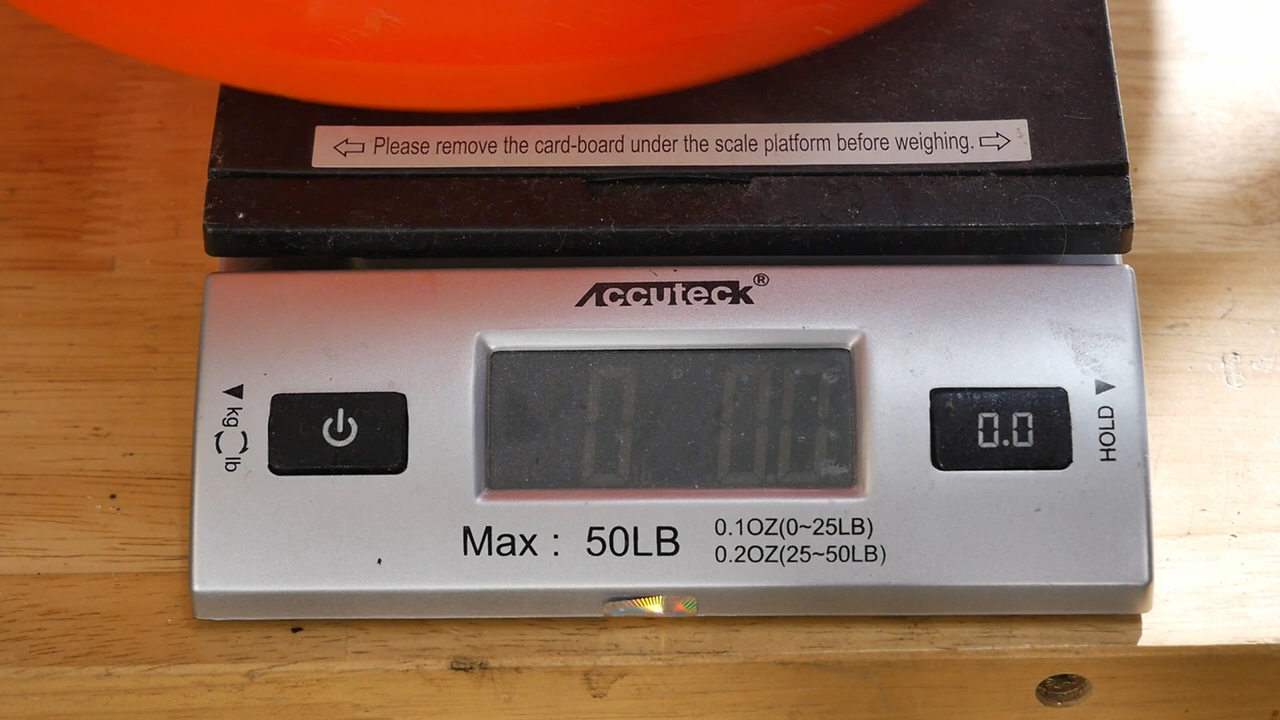 Please remove the card-board under the scale platform before weighing.
Accuteck®
kg
lb
0.0
HOLD
Max : 50LB
0.1OZ(0~25LB)
0.2OZ(25~50LB)